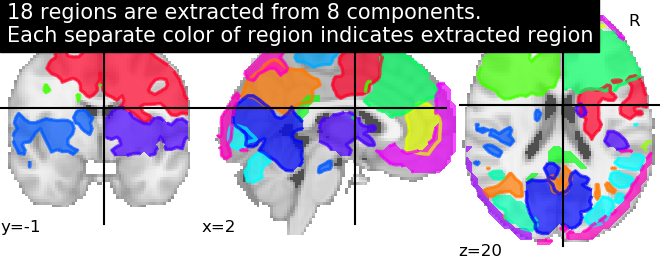 18 regions are extracted from 8 components.
Each separate color of region indicates extracted region
R
y=-1
x=2
z=20